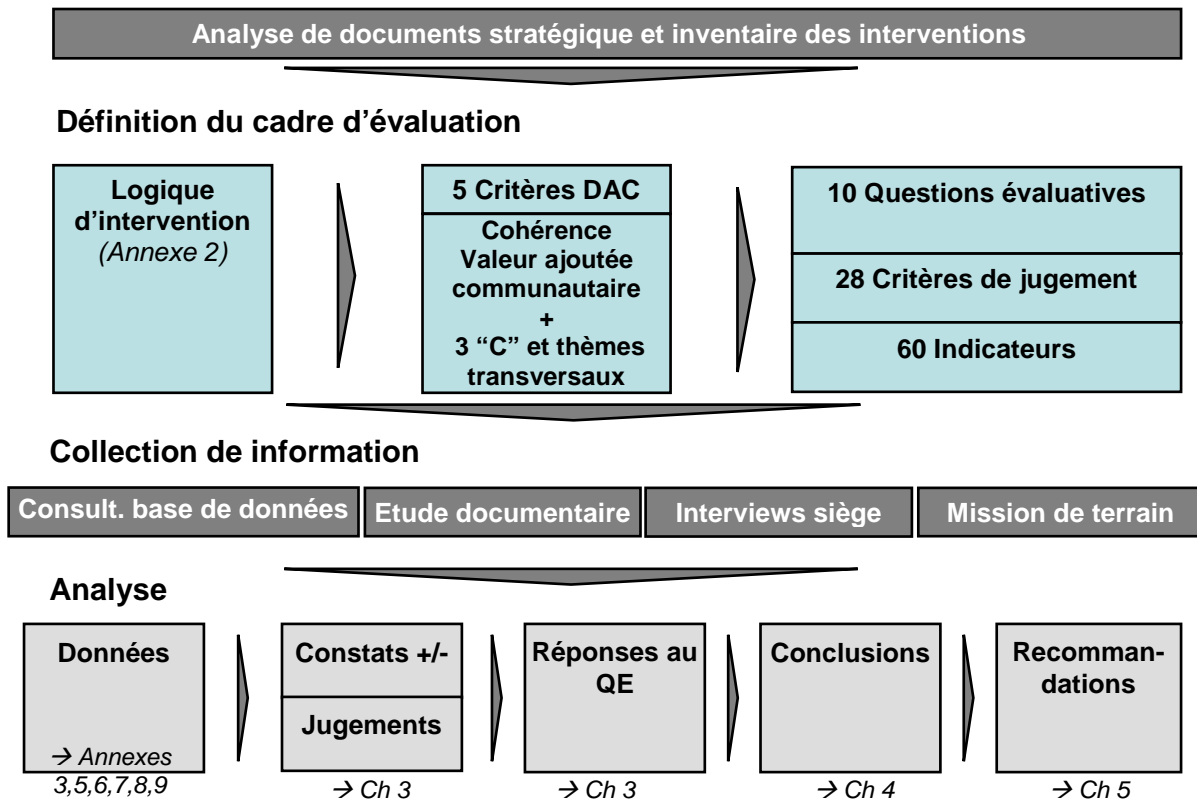 Analyse de documents stratégique et inventaire des interventions
Définition du cadre d'évaluation
Logique
d'intervention
(Annexe 2)
5 Critères DAC
Cohérence
Valeur ajoutée
communautaire
+
3 “C” et thèmes
transversaux
10 Questions évaluatives
28 Critères de jugement
60 Indicateurs
Collection de information
Consult. base de données
Etude documentaire
Interviews siège
Mission de terrain
Analyse
Données
→ Annexes
3,5,6,7,8,9
Constats +/-
Jugements
→ Ch 3
Réponses au
QE
→ Ch 3
Conclusions
→ Ch 4
Recomman-
dations
→ Ch 5